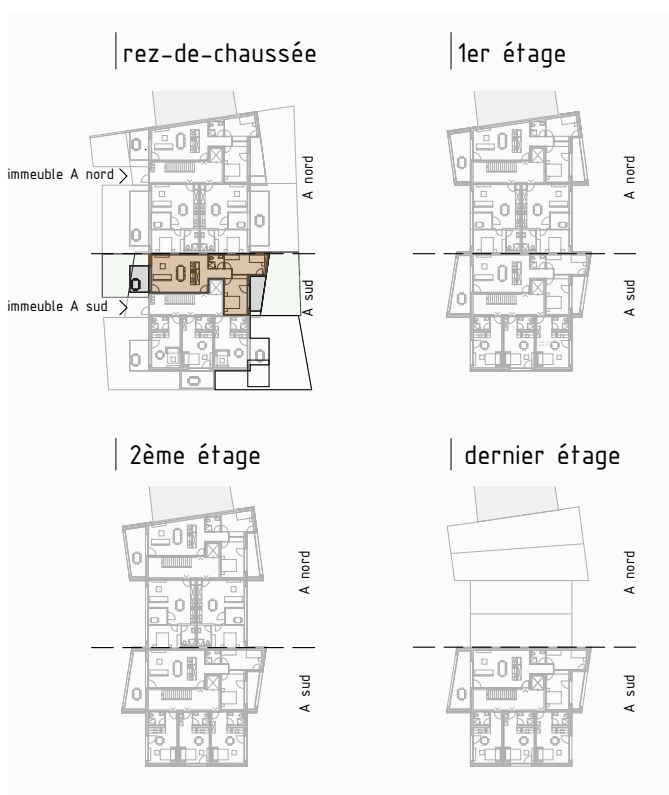 rez-de-chaussée
1er étage
immeuble A nord
A nord
A nord
immeuble A sud
A sud
A sud
2ème étage
dernier étage
A nord
A nord
A sud
A sud